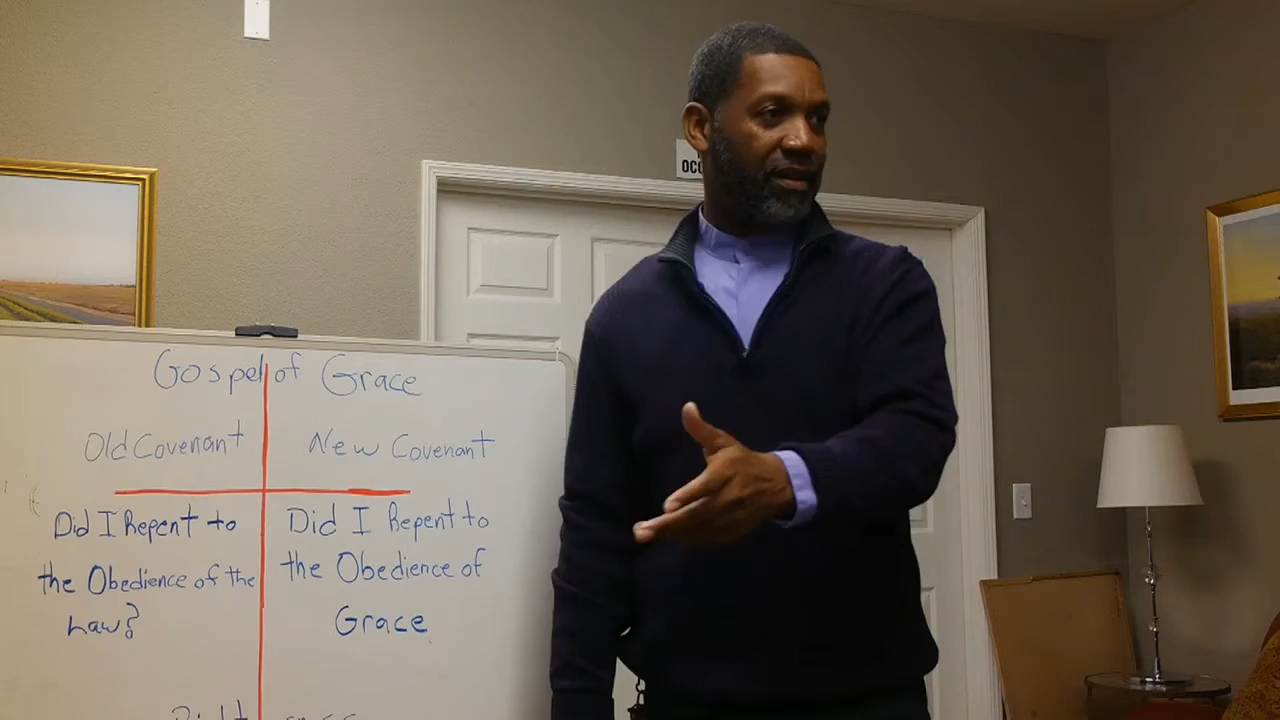 Gospel of Grace
Old Covenant
New Covenant
Did I Repent to
the Obedience of the
Law?
Did I Repent to
the Obedience of
Grace